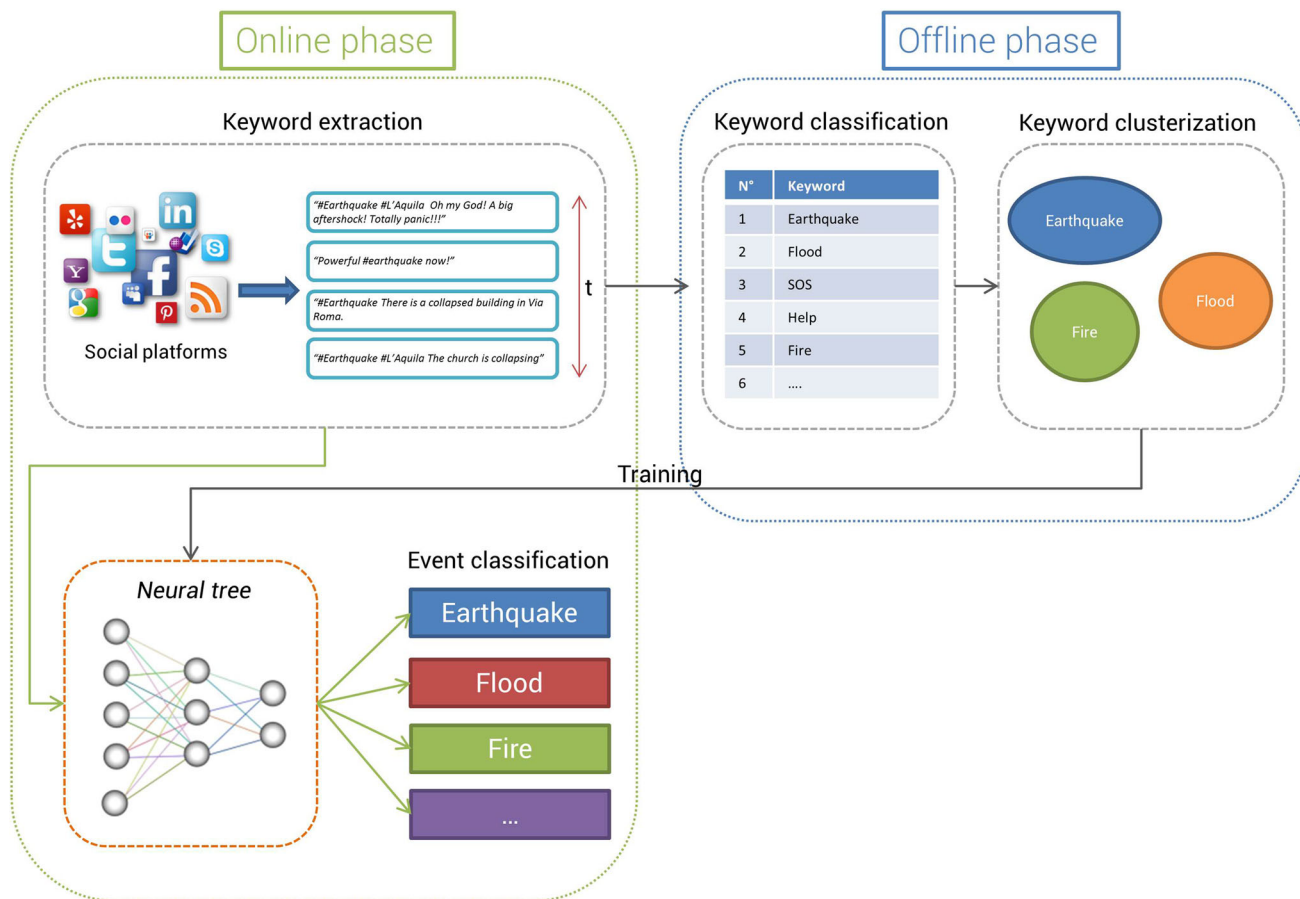 Online phase
Offline phase
Keyword extraction
Keyword classification
Keyword clusterization
in
t
f
Y
g
S
P
Social platforms
“#Earthquake #L’Aquila  Oh my God! A big
aftershock! Totally panic!!!”
“Powerful #earthquake now!”
“#Earthquake There is a collapsed building in Via
Roma.
“#Earthquake #L’Aquila The church is collapsing”
t
N° Keyword
1 Earthquake
2 Flood
3 SOS
4 Help
5 Fire
6 ....
Earthquake
Flood
Fire
Training
Neural tree
Event classification
Earthquake
Flood
Fire
...